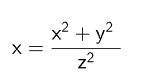 x = (x² + y²) / z²